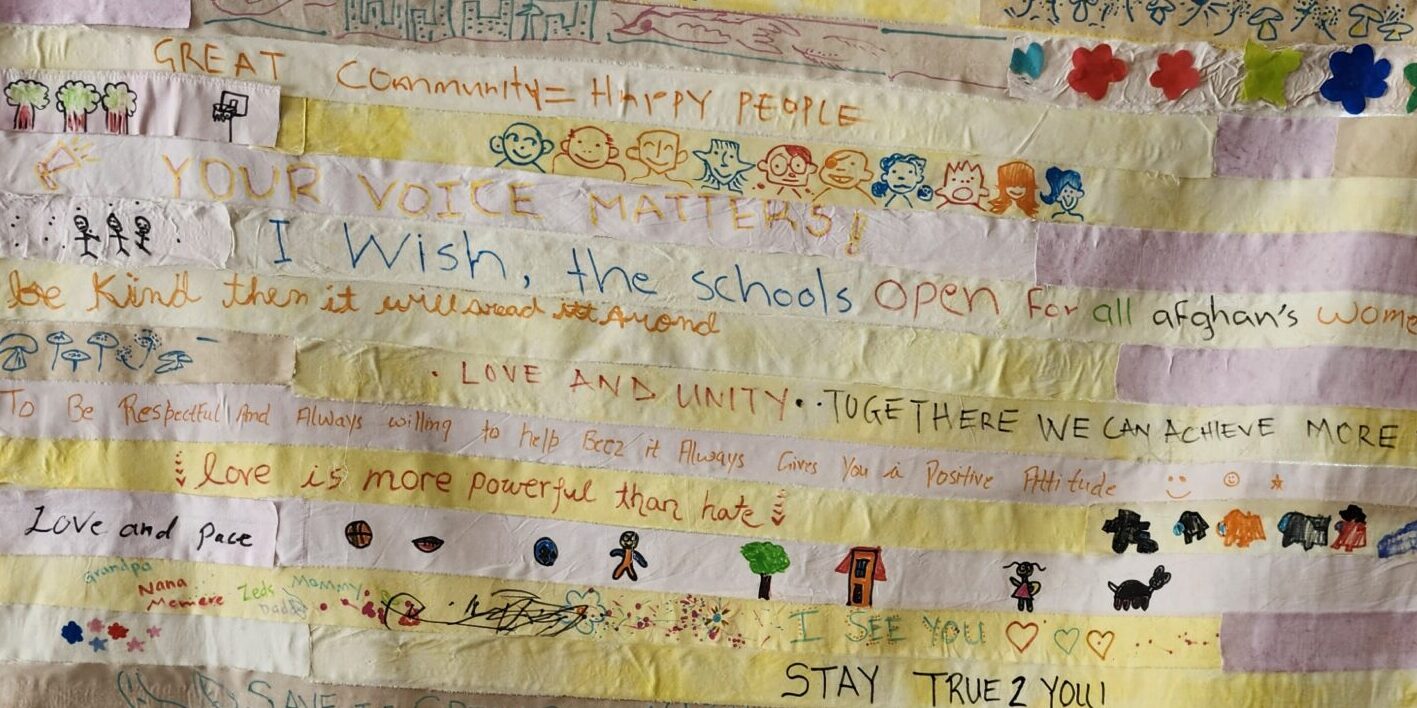 GREAT Community = HAPPY PEOPLE
YOUR VOICE MATTERS!
I Wish, the schools open for all afghan's wome
be Kind then it will
LOVE AND UNITY
TOGETHERE WE CAN ACHIEVE MORE
To Be Respectful And Always willing to help Becz it Always Gives You a Positive Attitude
love is more powerful than hate
Love and Pace
Grandpa
Nana
Memere
Zeds
Mommy
Daddy
I SEE YOU
STAY TRUE 2 YOU!
SAVE